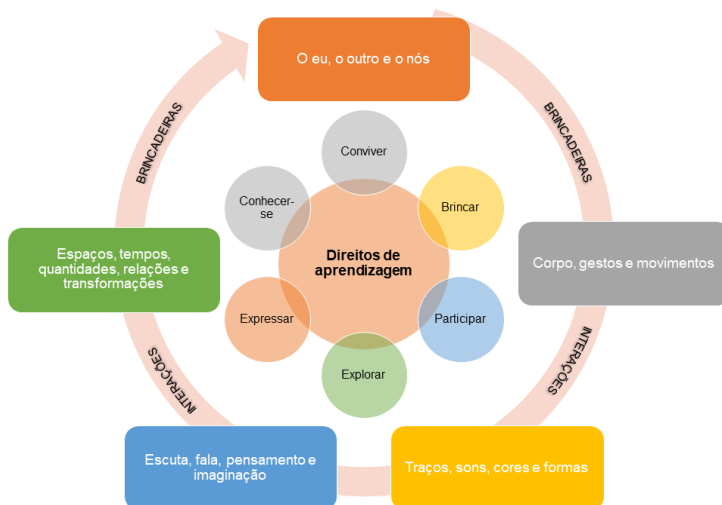 O eu, o outro e o nós
BRINCADEIRAS
BRINCADEIRAS
Conviver
Conhecer-
se
Brincar
Direitos de
aprendizagem
Espaços, tempos,
quantidades, relações e
transformações
Corpo, gestos e movimentos
Expressar
Participar
Explorar
INTERAÇÕES
INTERAÇÕES
Escuta, fala, pensamento e
imaginação
Traços, sons, cores e formas